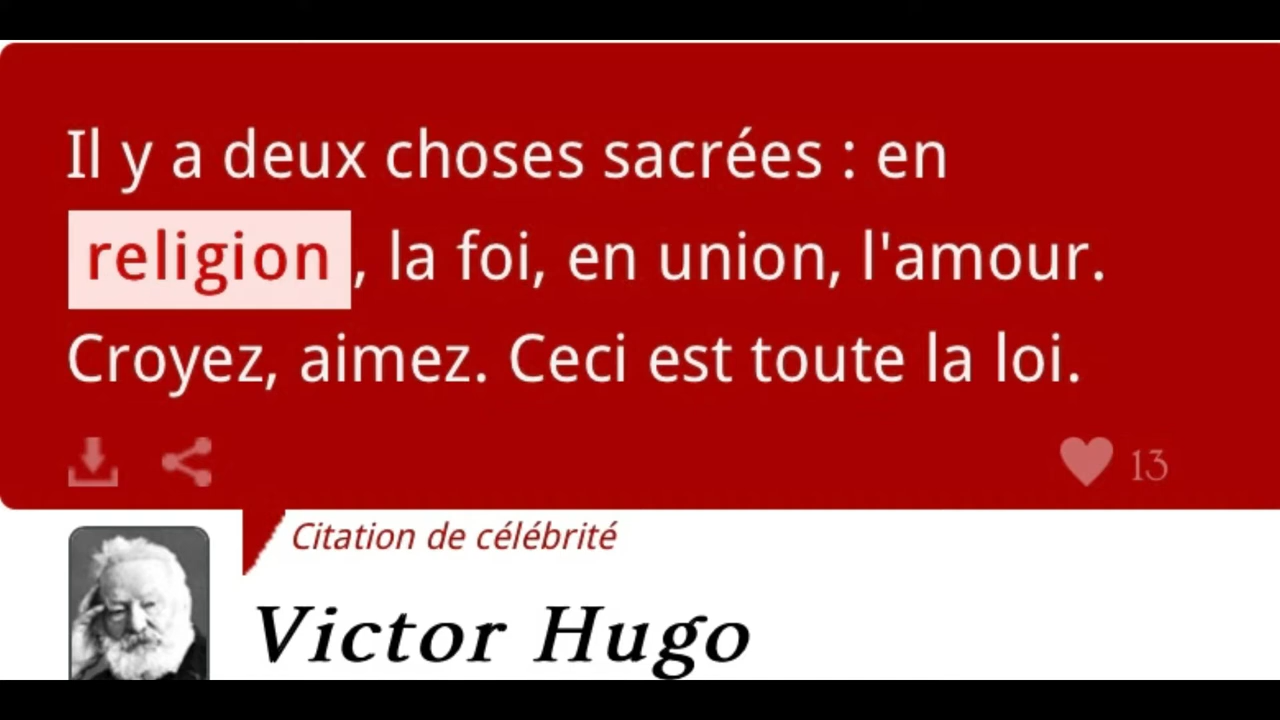 Il y a deux choses sacrées : en
religion, la foi, en union, l'amour.
Croyez, aimez. Ceci est toute la loi.
13
Citation de célébrité
Victor Hugo